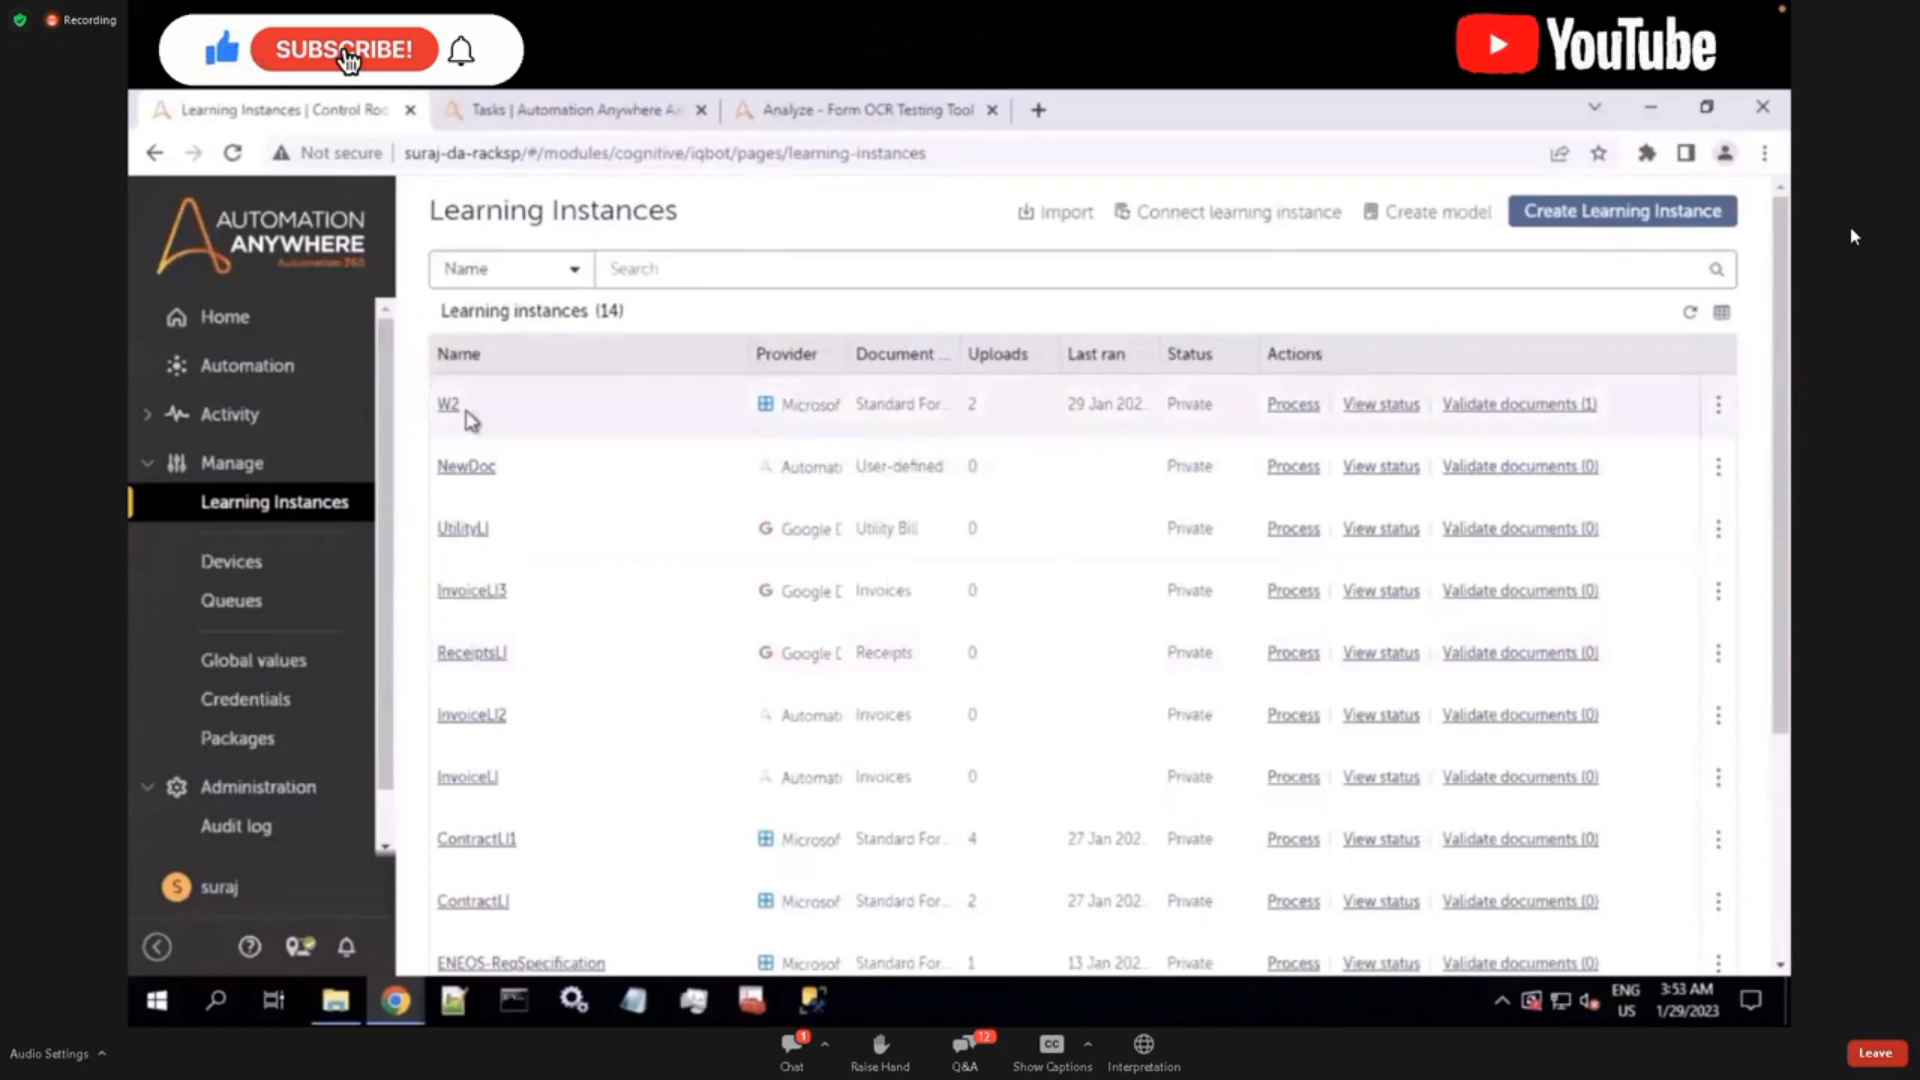 Recording
SUBSCRIBE!
YouTube
Learning Instances | Control Roo
Tasks | Automation Anywhere A
Analyze - Form OCR Testing Tool
Not secure
suraj-da-racksp/#/modules/cognitive/iqbot/pages/learning-instances
AUTOMATION
ANYWHERE
Automation 360
Home
Automation
Activity
Manage
Learning Instances
Devices
Queues
Global values
Credentials
Packages
Administration
Audit log
S suraj
Learning Instances
Import Connect learning instance Create model Create Learning Instance
Name Search
Learning instances (14)
Name Provider Document ... Uploads Last ran Status Actions
W2 Microsof Standard For... 2 29 Jan 202... Private Process View status Validate documents (1)
NewDoc Automati User-defined 0 Private Process View status Validate documents (0)
UtilityLI Google D Utility Bill 0 Private Process View status Validate documents (0)
InvoiceLI3 Google D Invoices 0 Private Process View status Validate documents (0)
ReceiptsLI Google D Receipts 0 Private Process View status Validate documents (0)
InvoiceLI2 Automati Invoices 0 Private Process View status Validate documents (0)
InvoiceLI Automati Invoices 0 Private Process View status Validate documents (0)
ContractLI1 Microsof Standard For... 4 27 Jan 202... Private Process View status Validate documents (0)
ContractLI Microsof Standard For... 2 27 Jan 202... Private Process View status Validate documents (0)
ENEOS-ReqSpecification Microsof Standard For... 1 13 Jan 202... Private Process View status Validate documents (0)
ENG
US
3:53 AM
1/29/2023
Audio Settings
1
Chat
Raise Hand
12
Q&A
CC
Show Captions
Interpretation
Leave